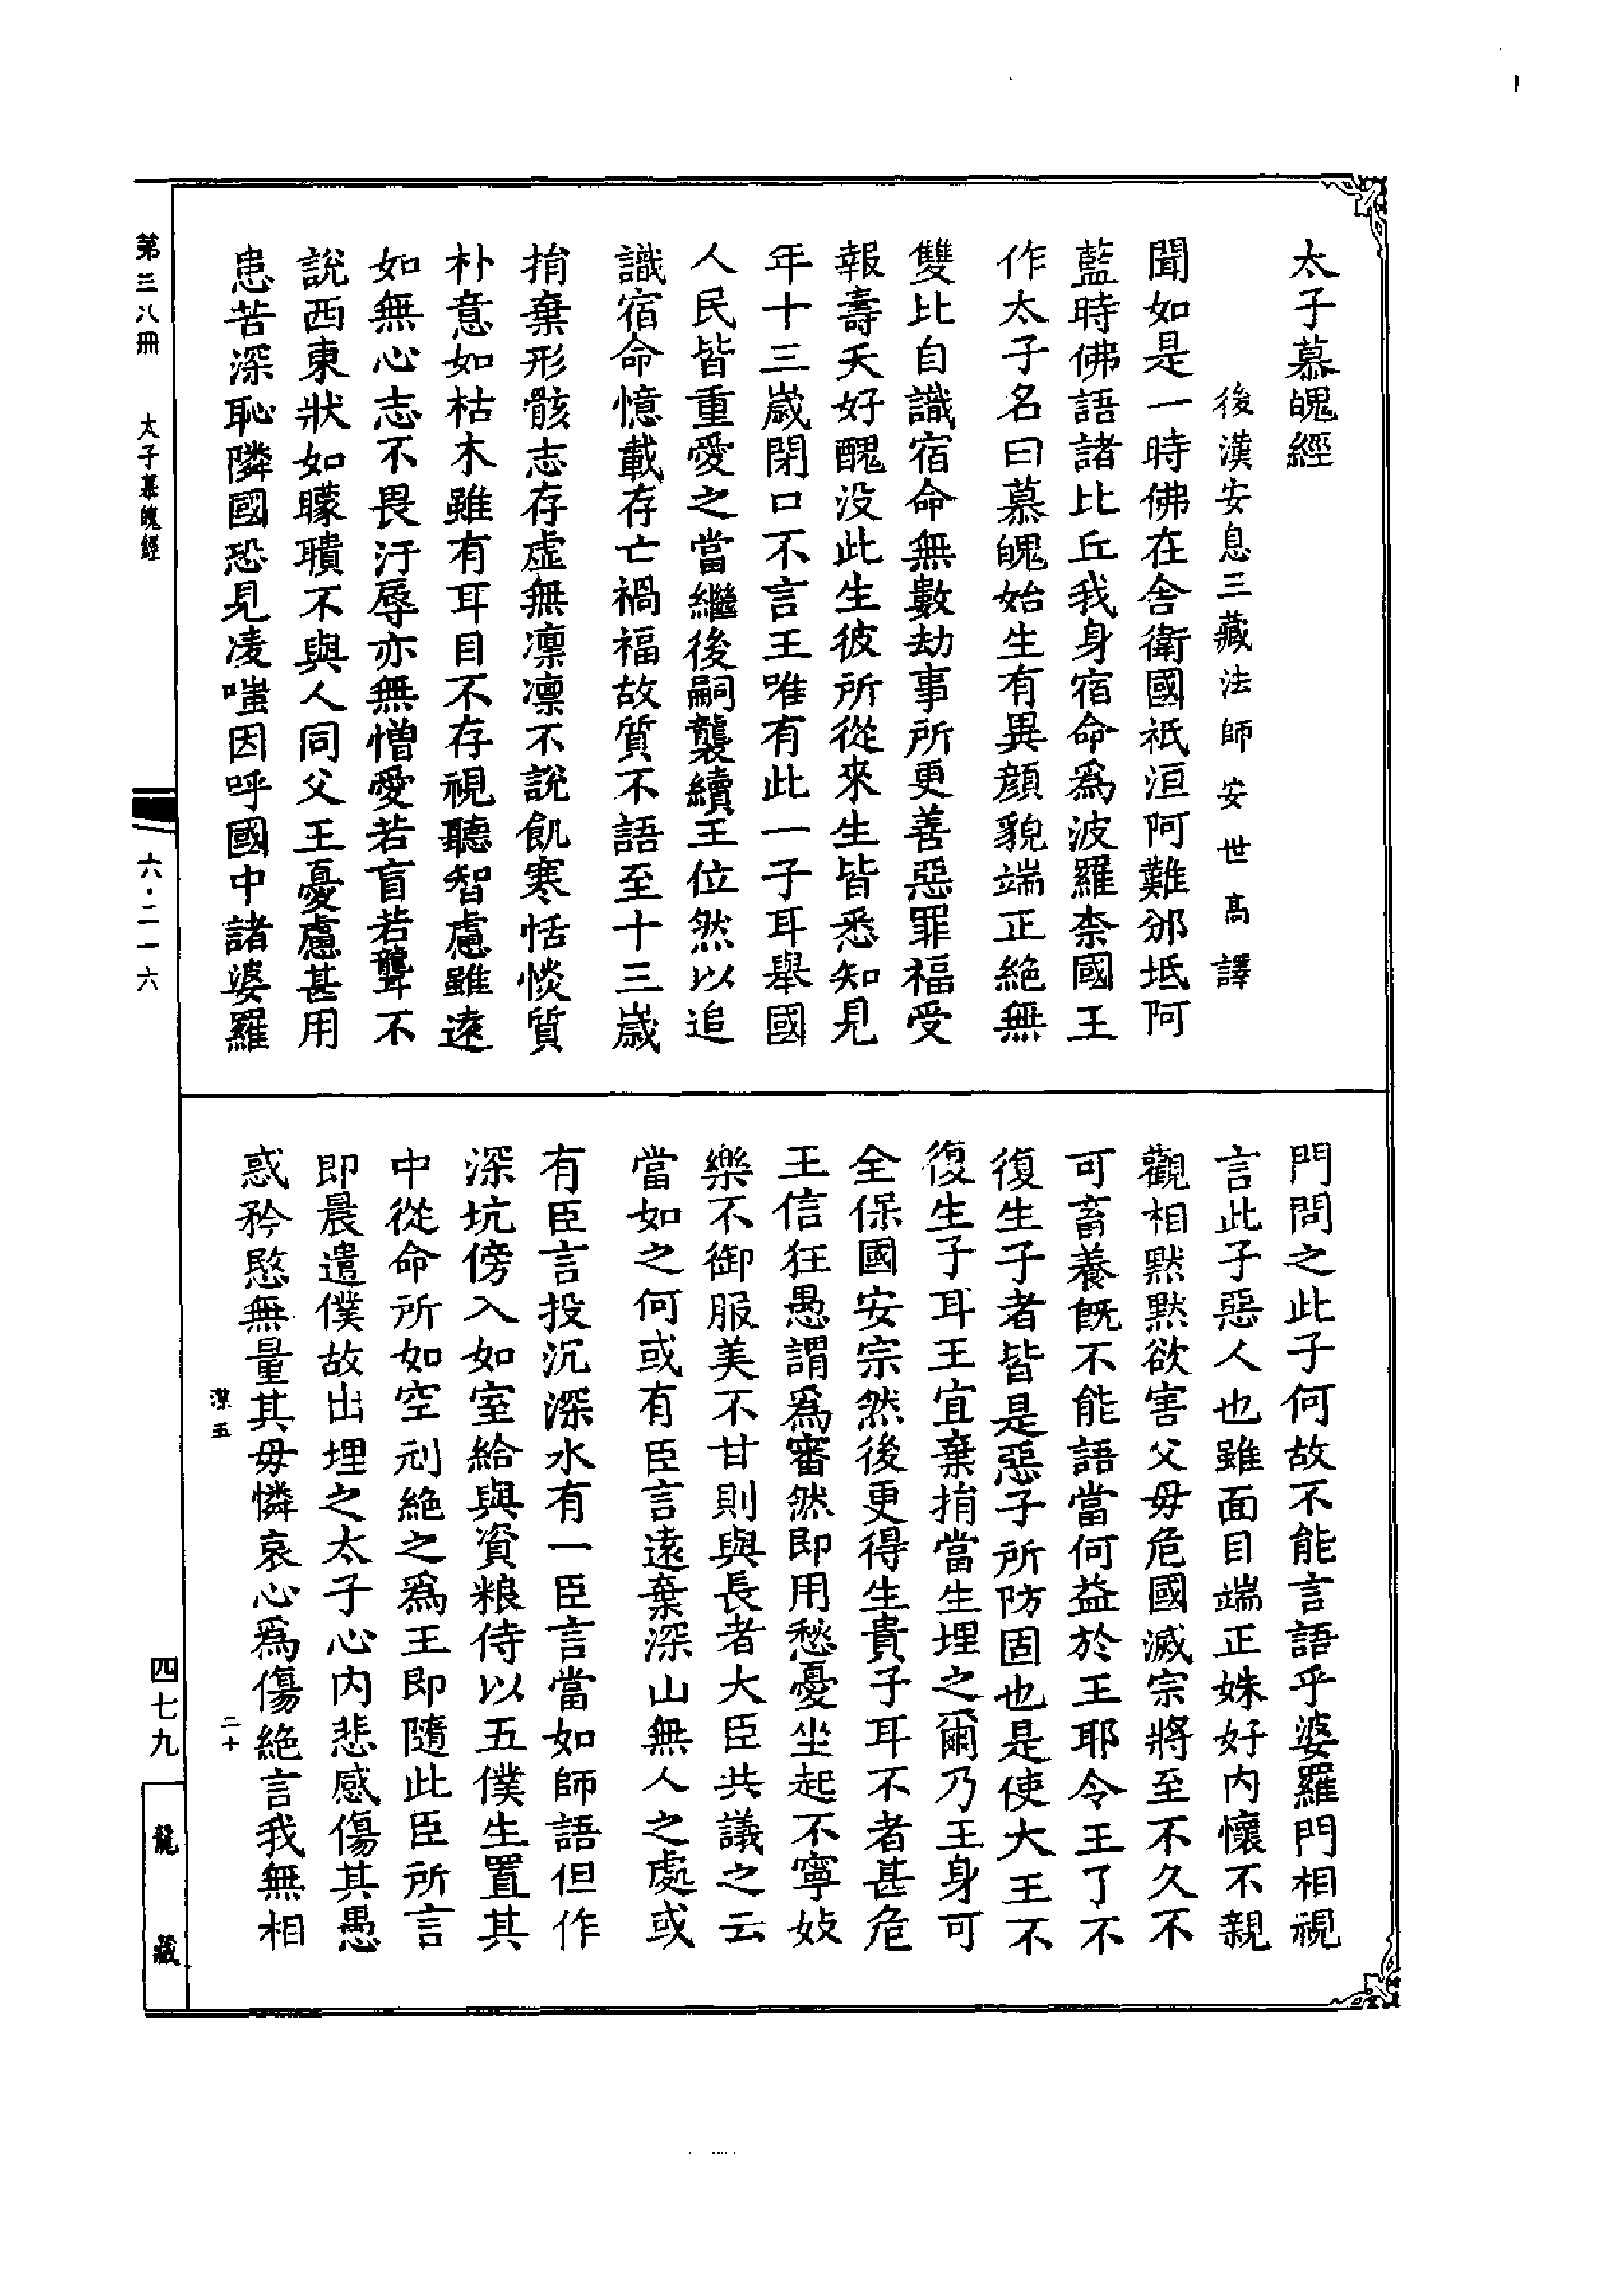 太子慕魄經
後漢安息三藏法師安世高譯
聞如是一時佛在舍衛國祇洹阿難邠坻阿
藍時佛語諸比丘我身宿命爲波羅柰國王
作太子名曰慕魄始生有異顏貌端正絶無
雙比自識宿命無數劫事所更善惡罪福受
報壽夭好醜没此生彼所從來生皆悉知見
年十三歲閉口不言王唯有此一子耳舉國
人民皆重愛之當繼後嗣襲續王位然以追
識宿命憶載存亡禍福故質不語至十三歲
捐棄形骸志存虛無凛凛不說飢寒恬惔質
朴意如枯木雖有耳目不存視聽智慮雖遠
如無心志不畏汙辱亦無憎愛若盲若聾不
說西東狀如矇聵不與人同父王憂慮甚用
患苦深恥隣國恐見凌嗤因呼國中諸婆羅
門問之此子何故不能言語乎婆羅門相視
言此子惡人也雖面目端正姝好内懷不親
觀相默默欲害父毋危國滅宗將至不久不
可畜養旣不能語當何益於王耶令王了不
復生子者皆是惡子所防固也是使大王不
復生子耳王宜棄捐當生埋之爾乃王身可
全保國安宗然後更得生貴子耳不者甚危
王信狂愚謂爲審然即用愁憂坐起不寧妓
樂不御服美不甘則與長者大臣共議之云
當如之何或有臣言遠棄深山無人之處或
有臣言投沉深水有一臣言當如師語但作
深坑傍入如室給與資粮侍以五僕生置其
中從命所如空刓絶之爲王即隨此臣所言
即晨遣僕故出埋之太子心内悲感傷其愚
惑矜愍無量其毋憐哀心爲傷絶言我無相
潔五
二十
第三八冊
太子慕魄經
六·二一六
四七九
龍藏